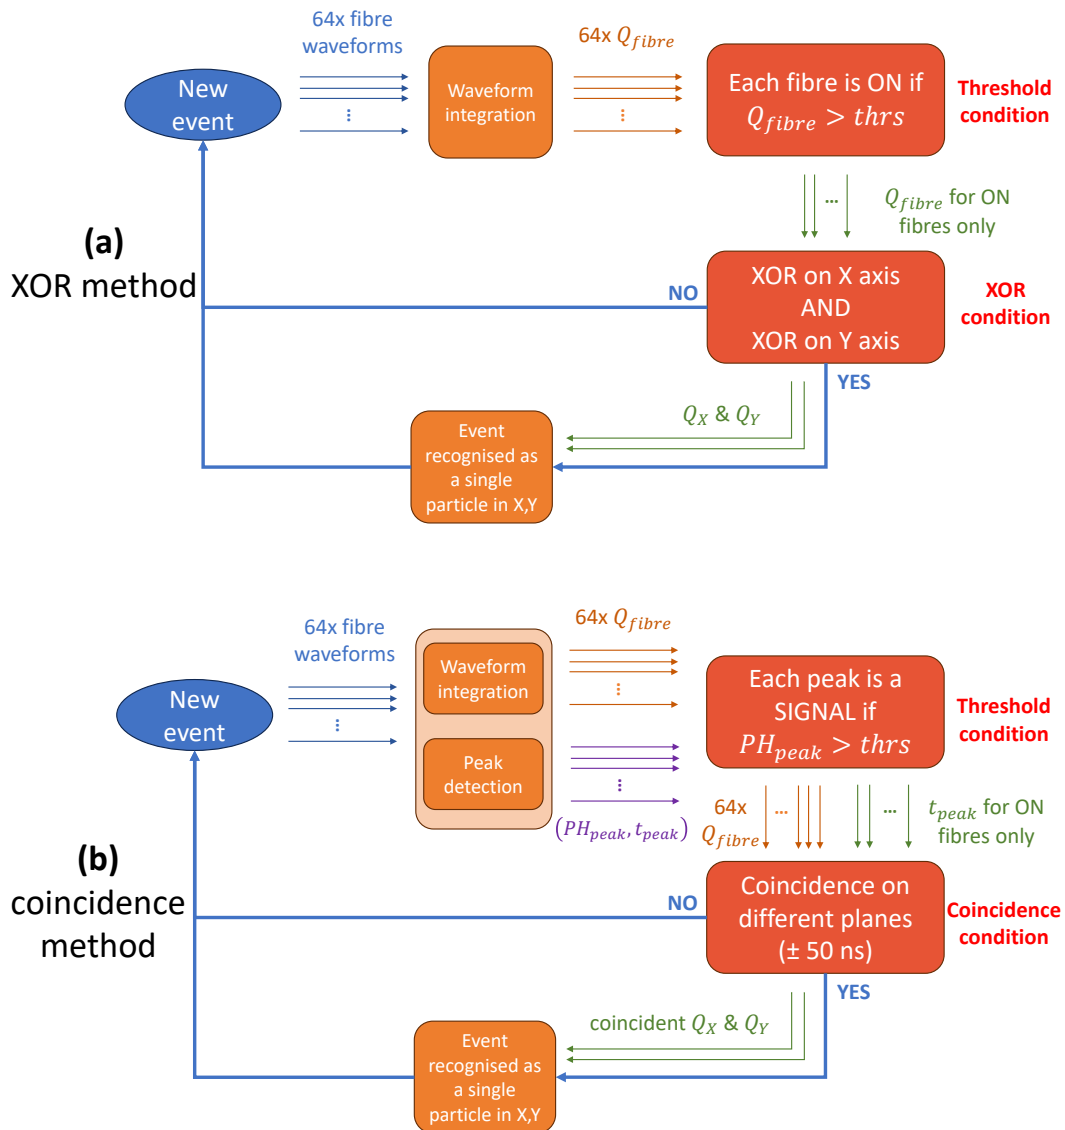 64x fibre
waveforms
64x Q_fibre
New
event
⋮
Waveform
integration
⋮
Each fibre is ON if
Q_fibre > thrs
Threshold
condition
...
Q_fibre for ON
fibres only
(a)
XOR method
NO
XOR on X axis
AND
XOR on Y axis
XOR
condition
YES
Q_X & Q_Y
Event
recognised as
a single
particle in X,Y
64x fibre
waveforms
64x Q_fibre
New
event
⋮
Waveform
integration
⋮
Peak
detection
⋮
(PH_peak, t_peak)
Each peak is a
SIGNAL if
PH_peak > thrs
Threshold
condition
64x
Q_fibre
...
...
t_peak for ON
fibres only
(b)
coincidence
method
NO
Coincidence on
different planes
(± 50 ns)
Coincidence
condition
YES
coincident Q_X & Q_Y
Event
recognised as
a single
particle in X,Y